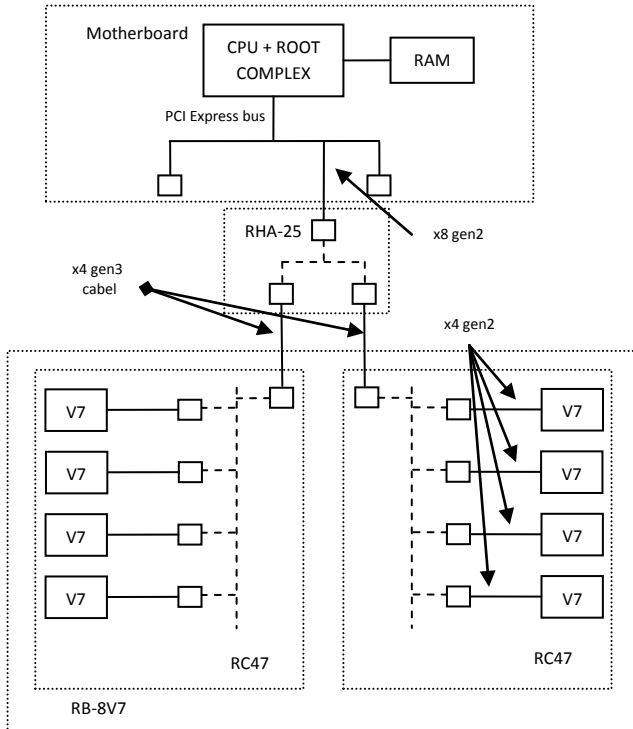 Motherboard
CPU + ROOT
COMPLEX
RAM
PCI Express bus
RHA-25
x8 gen2
x4 gen3
cabel
x4 gen2
V7
V7
V7
V7
V7
V7
V7
V7
RC47
RC47
RB-8V7